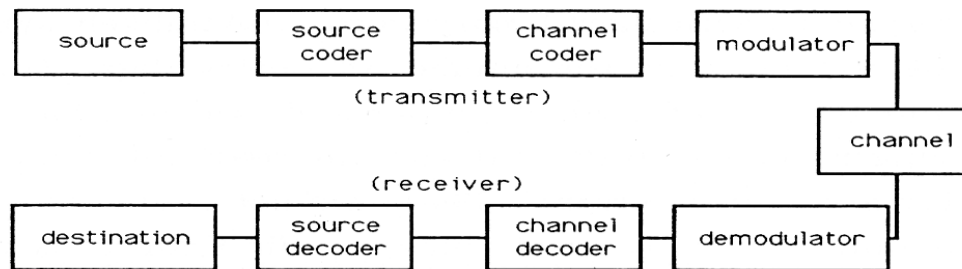 source
source
coder
channel
coder
modulator
(transmitter)
channel
(receiver)
destination
source
decoder
channel
decoder
demodulator